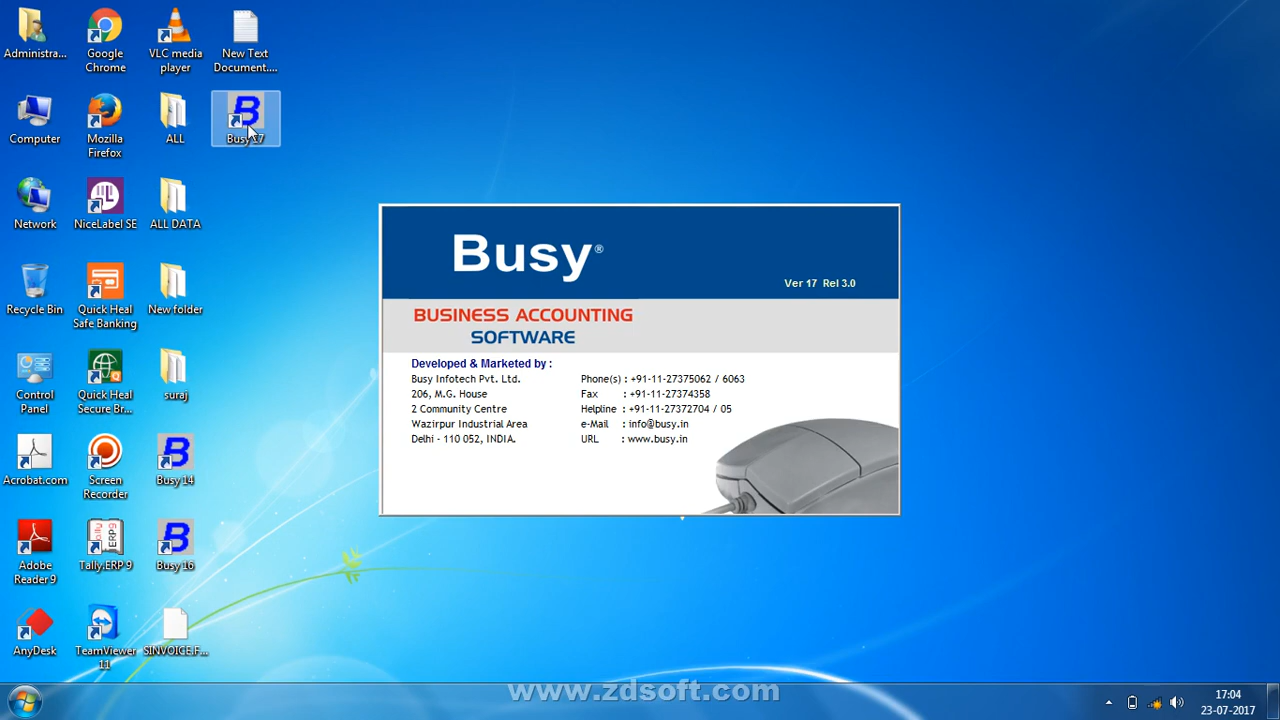 Administra...
Google
Chrome
VLC media
player
New Text
Document....
Computer
Mozilla
Firefox
ALL
Busy 17
Network
NiceLabel SE
ALL DATA
Recycle Bin
Quick Heal
Safe Banking
New folder
Control
Panel
Quick Heal
Secure Br...
suraj
Acrobat.com
Screen
Recorder
Busy 14
Adobe
Reader 9
Tally.ERP 9
Busy 16
AnyDesk
TeamViewer
11
SINVOICE.F...
Busy®
Ver 17 Rel 3.0
BUSINESS ACCOUNTING
SOFTWARE
Developed & Marketed by :
Busy Infotech Pvt. Ltd.
206, M.G. House
2 Community Centre
Wazirpur Industrial Area
Delhi - 110 052, INDIA.
Phone(s) : +91-11-27375062 / 6063
Fax : +91-11-27374358
Helpline : +91-11-27372704 / 05
e-Mail : info@busy.in
URL : www.busy.in
www.zdsoft.com
17:04
23-07-2017